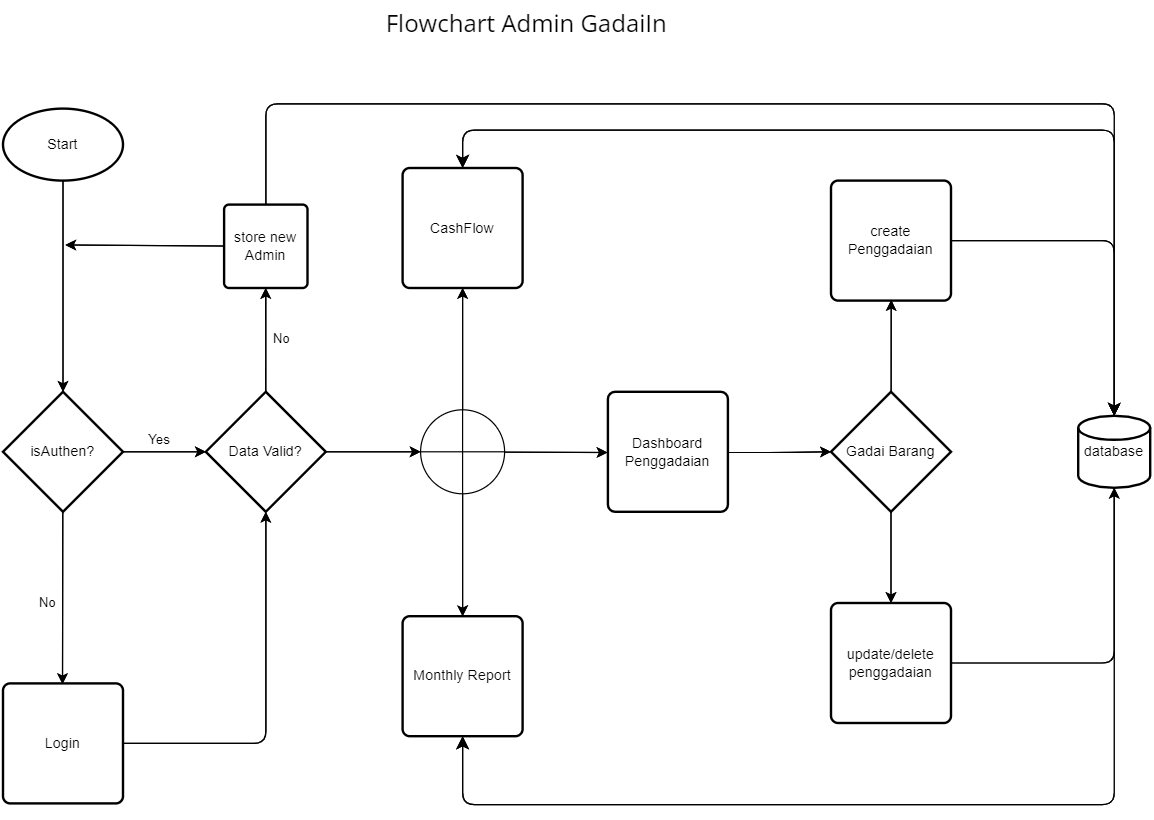 Flowchart Admin GadaiIn
Start
store new
Admin
CashFlow
create
Penggadaian
No
isAuthen?
Yes
Data Valid?
Dashboard
Penggadaian
Gadai Barang
database
No
Login
Monthly Report
update/delete
penggadaian